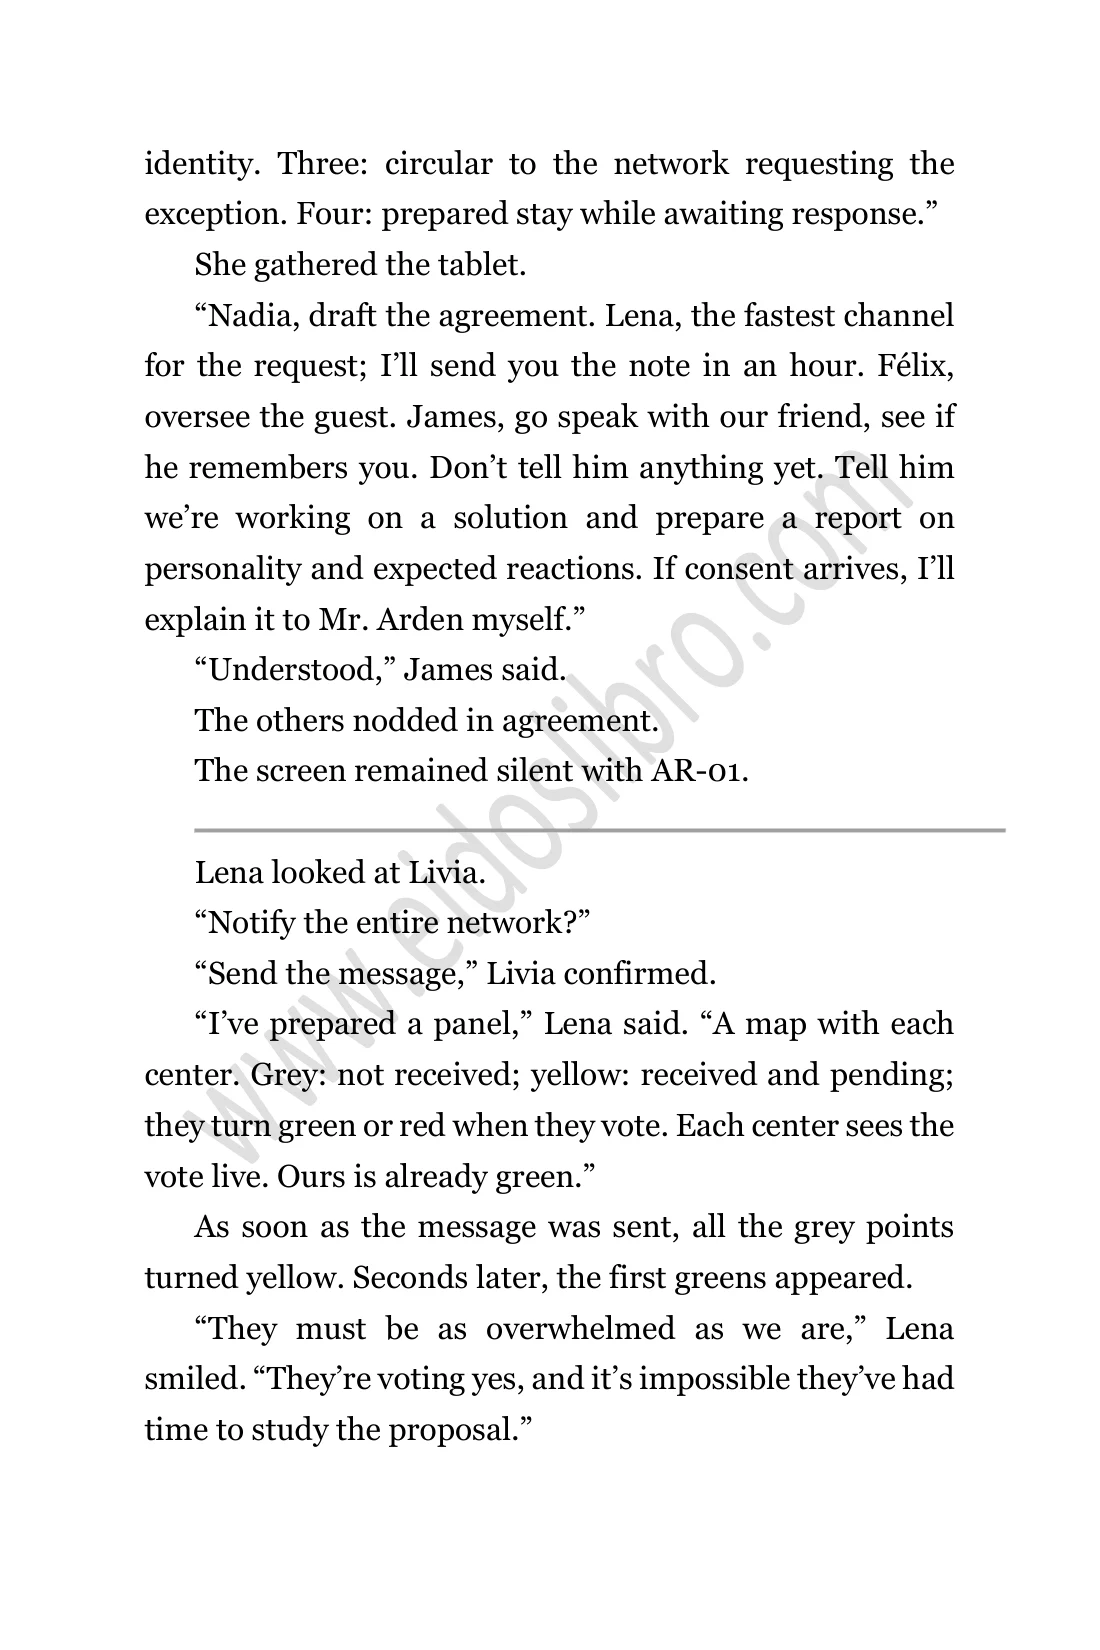 identity. Three: circular to the network requesting the
exception. Four: prepared stay while awaiting response.”
She gathered the tablet.
“Nadia, draft the agreement. Lena, the fastest channel
for the request; I’ll send you the note in an hour. Félix,
oversee the guest. James, go speak with our friend, see if
he remembers you. Don’t tell him anything yet. Tell him
we’re working on a solution and prepare a report on
personality and expected reactions. If consent arrives, I’ll
explain it to Mr. Arden myself.”
“Understood,” James said.
The others nodded in agreement.
The screen remained silent with AR-01.
Lena looked at Livia.
“Notify the entire network?”
“Send the message,” Livia confirmed.
“I’ve prepared a panel,” Lena said. “A map with each
center. Grey: not received; yellow: received and pending;
they turn green or red when they vote. Each center sees the
vote live. Ours is already green.”
As soon as the message was sent, all the grey points
turned yellow. Seconds later, the first greens appeared.
“They must be as overwhelmed as we are,” Lena
smiled. “They’re voting yes, and it’s impossible they’ve had
time to study the proposal.”
www.eidoslibro.com